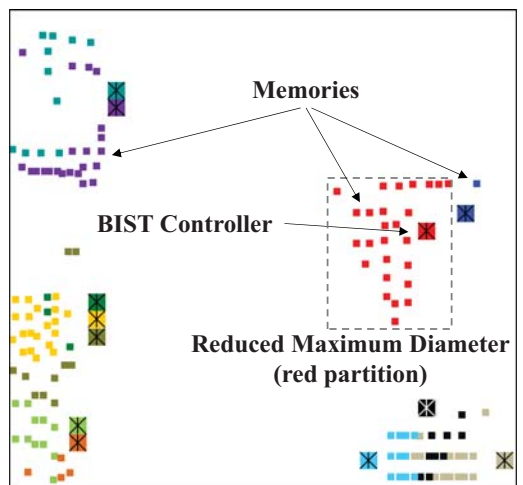 Memories
BIST Controller
Reduced Maximum Diameter
(red partition)